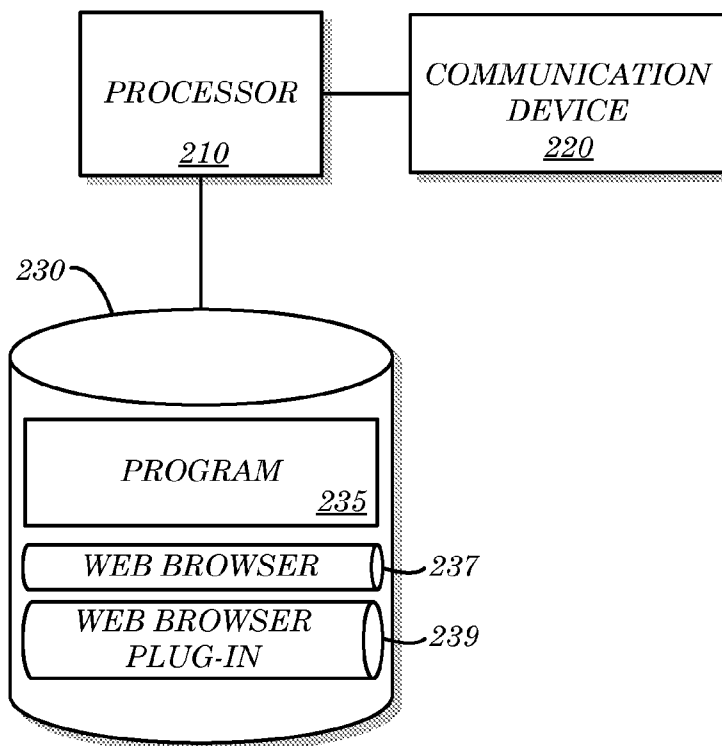 PROCESSOR
210
COMMUNICATION
DEVICE
220
230
PROGRAM
235
WEB BROWSER
237
WEB BROWSER
PLUG-IN
239